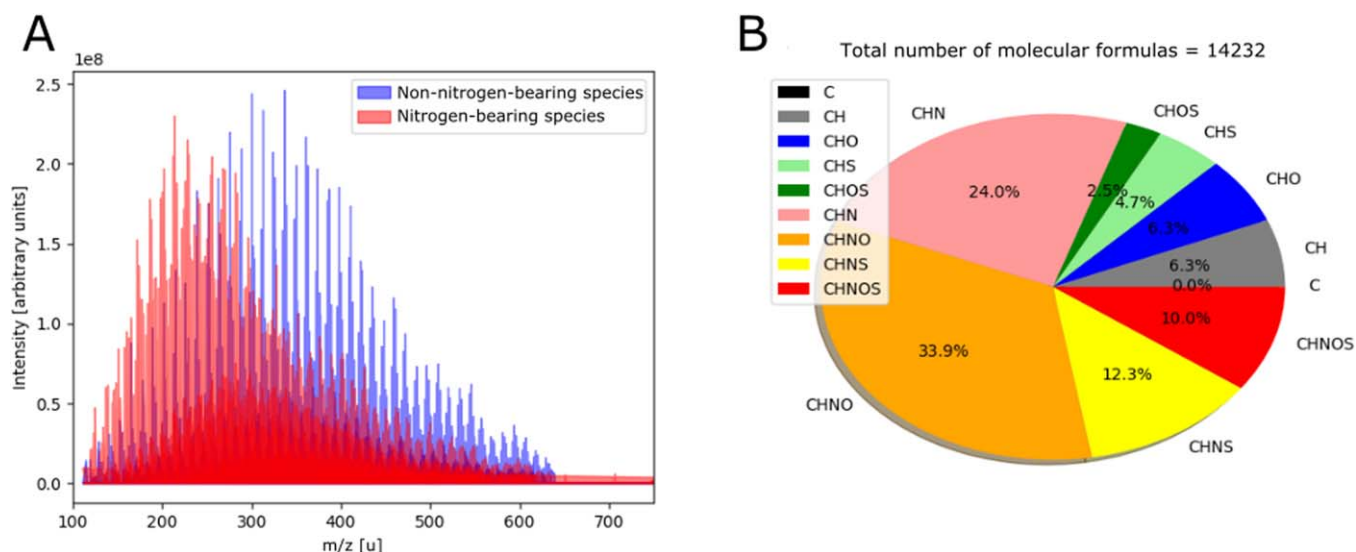 A
1e8
2.5
2.0
1.5
1.0
0.5
0.0
Intensity [arbitrary units]
100 200 300 400 500 600 700
m/z [u]
Non-nitrogen-bearing species
Nitrogen-bearing species
B
Total number of molecular formulas = 14232
C
CH
CHO
CHS
CHOS
CHN
CHNO
CHNS
CHNOS
CHN
CHOS
CHS
CHO
CH
C
CHNOS
CHNS
CHNO
24.0%
2.5%
4.7%
6.3%
6.3%
0.0%
10.0%
12.3%
33.9%